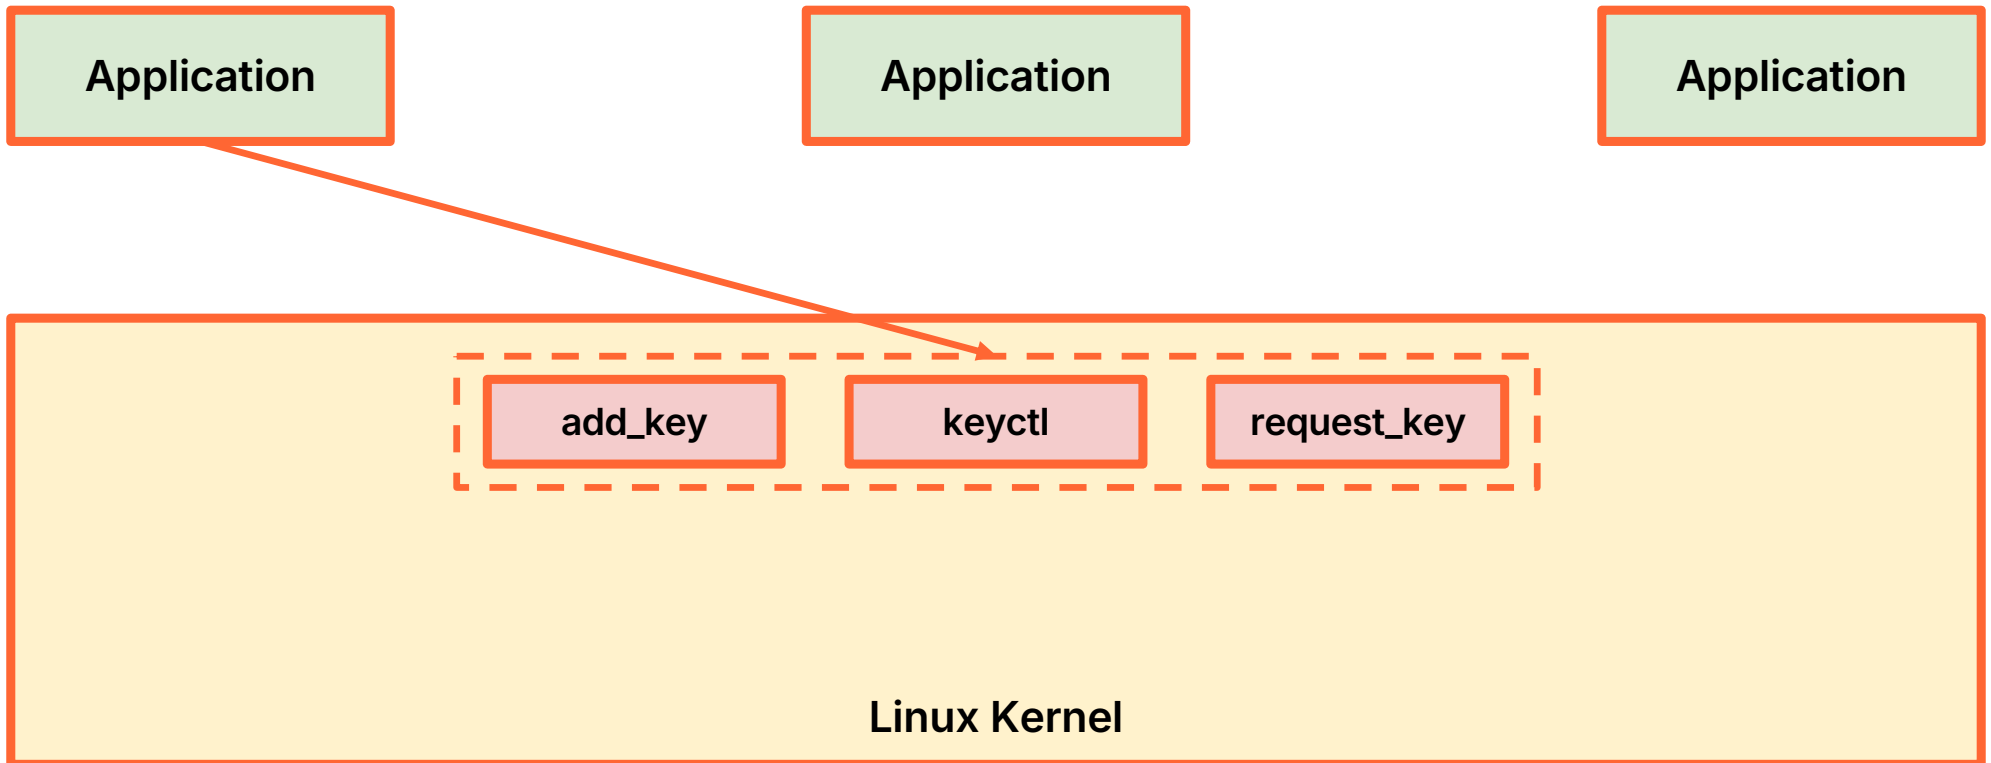 Application
Application
Application
add_key
keyctl
request_key
Linux Kernel